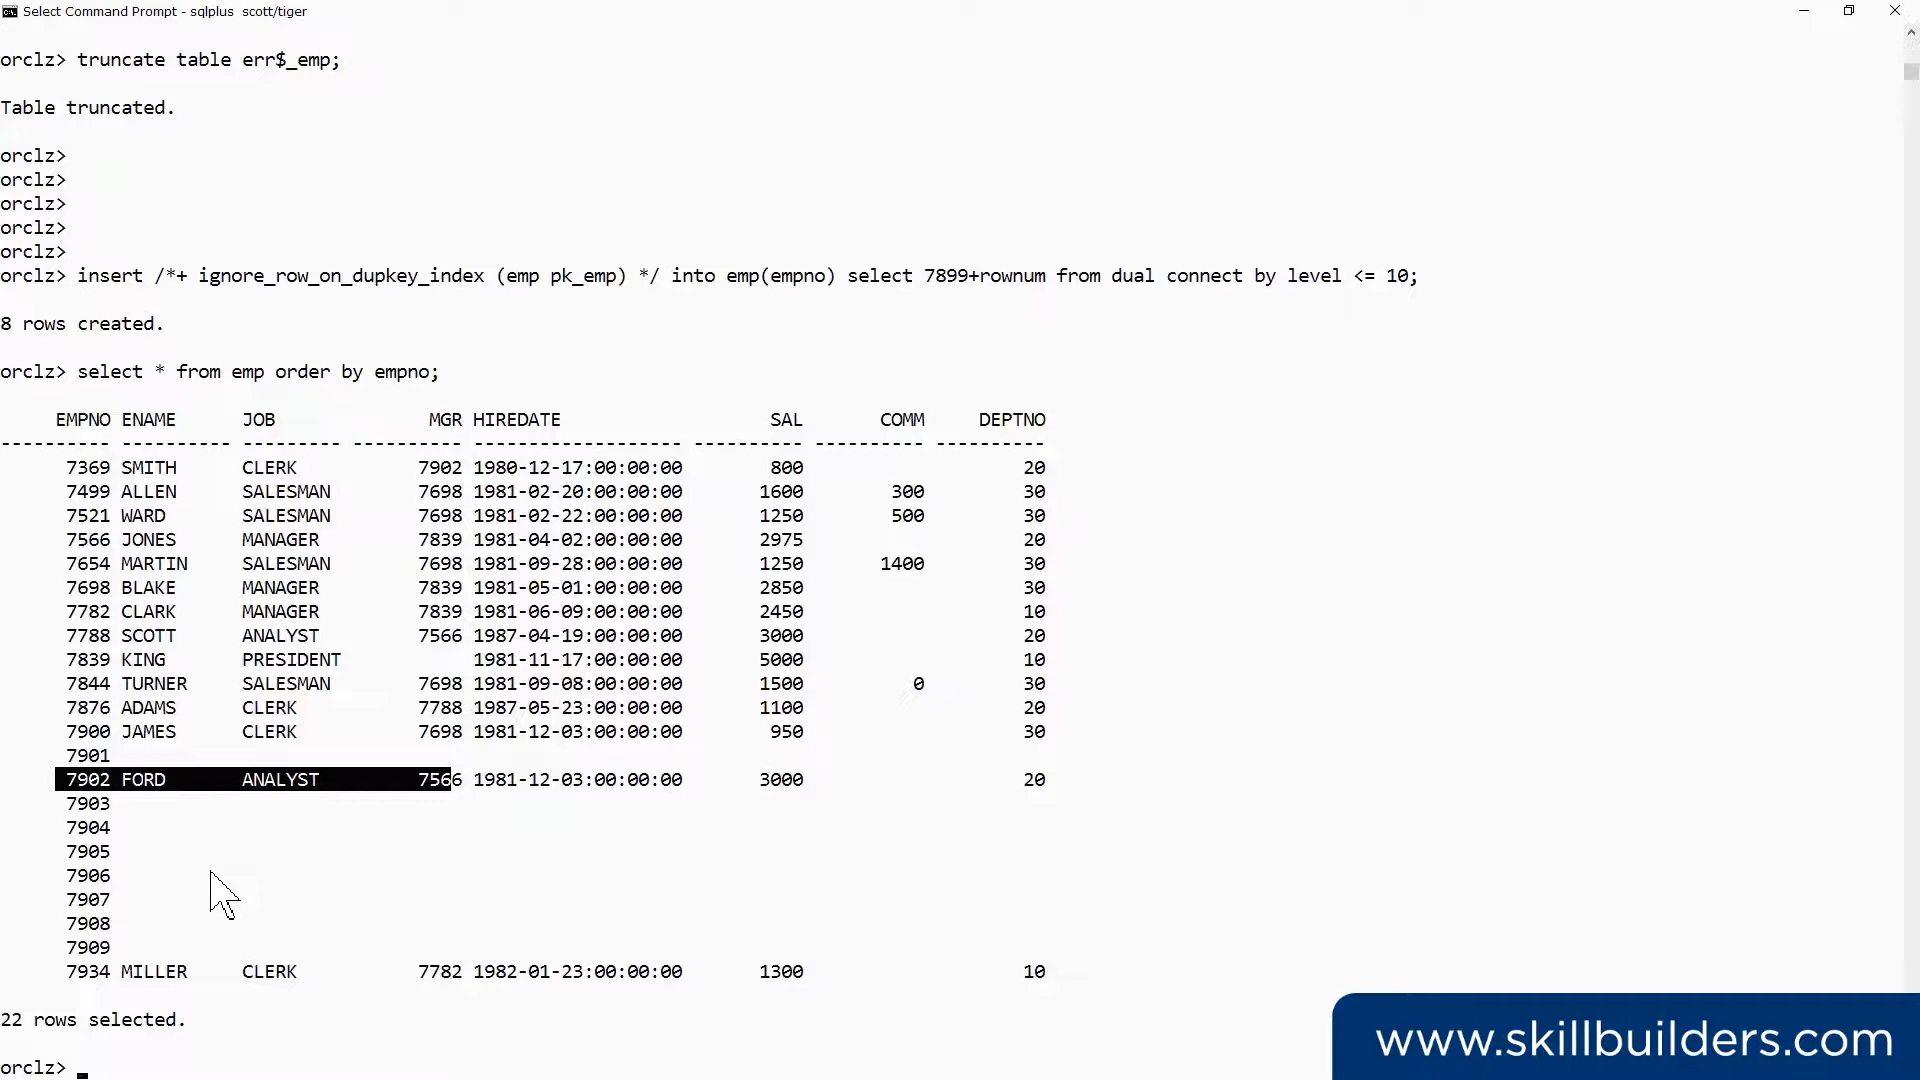 Select Command Prompt - sqlplus  scott/tiger
orclz> truncate table err$_emp;
Table truncated.
orclz>
orclz>
orclz>
orclz>
orclz>
orclz> insert /*+ ignore_row_on_dupkey_index (emp pk_emp) */ into emp(empno) select 7899+rownum from dual connect by level <= 10;
8 rows created.
orclz> select * from emp order by empno;
     EMPNO ENAME      JOB              MGR HIREDATE                   SAL       COMM     DEPTNO
---------- ---------- --------- ---------- ------------------- ---------- ---------- ----------
      7369 SMITH      CLERK           7902 1980-12-17:00:00:00        800                    20
      7499 ALLEN      SALESMAN        7698 1981-02-20:00:00:00       1600        300         30
      7521 WARD       SALESMAN        7698 1981-02-22:00:00:00       1250        500         30
      7566 JONES      MANAGER         7839 1981-04-02:00:00:00       2975                    20
      7654 MARTIN     SALESMAN        7698 1981-09-28:00:00:00       1250       1400         30
      7698 BLAKE      MANAGER         7839 1981-05-01:00:00:00       2850                    30
      7782 CLARK      MANAGER         7839 1981-06-09:00:00:00       2450                    10
      7788 SCOTT      ANALYST         7566 1987-04-19:00:00:00       3000                    20
      7839 KING       PRESIDENT            1981-11-17:00:00:00       5000                    10
      7844 TURNER     SALESMAN        7698 1981-09-08:00:00:00       1500          0         30
      7876 ADAMS      CLERK           7788 1987-05-23:00:00:00       1100                    20
      7900 JAMES      CLERK           7698 1981-12-03:00:00:00        950                    30
      7901
      7902 FORD       ANALYST         7566 1981-12-03:00:00:00       3000                    20
      7903
      7904
      7905
      7906
      7907
      7908
      7909
      7934 MILLER     CLERK           7782 1982-01-23:00:00:00       1300                    10
22 rows selected.
orclz>
www.skillbuilders.com